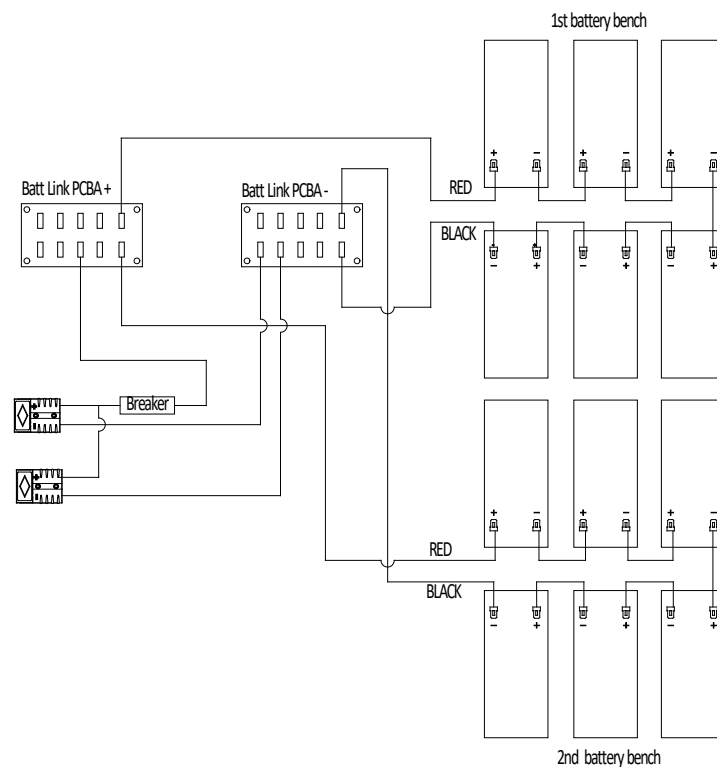 1st battery bench
+ − + − + −
RED
Batt Link PCBA +
Batt Link PCBA -
BLACK
− + − + − +
Breaker
+
−
+
−
+ − + − + −
RED
BLACK
− + − + − +
2nd battery bench